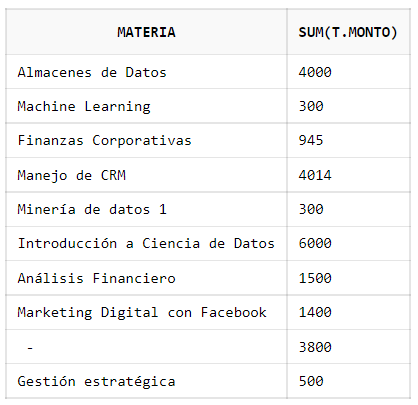 MATERIA SUM(T.MONTO)
Almacenes de Datos 4000
Machine Learning 300
Finanzas Corporativas 945
Manejo de CRM 4014
Minería de datos 1 300
Introducción a Ciencia de Datos 6000
Análisis Financiero 1500
Marketing Digital con Facebook 1400
- 3800
Gestión estratégica 500